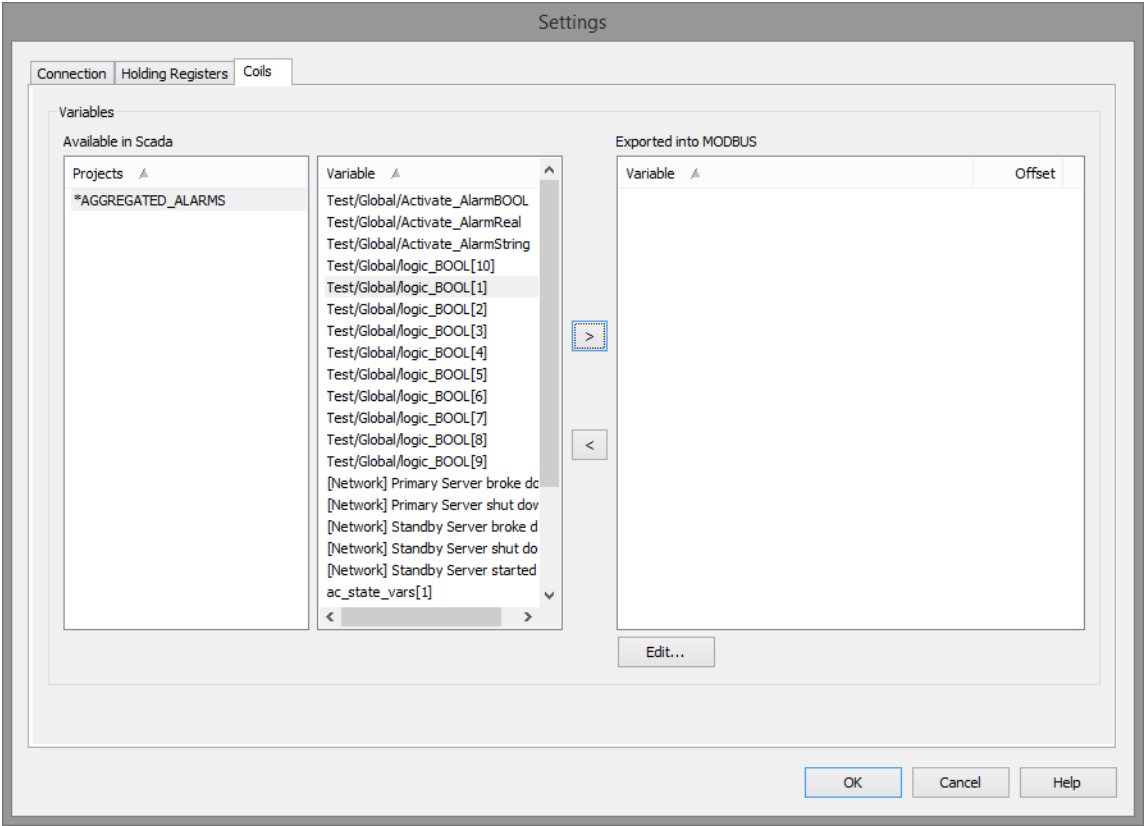 Settings
Connection
Holding Registers
Coils
Variables
Available in Scada
Exported into MODBUS
Projects
*AGGREGATED_ALARMS
Variable
Test/Global/Activate_AlarmBOOL
Test/Global/Activate_AlarmReal
Test/Global/Activate_AlarmString
Test/Global/logic_BOOL[10]
Test/Global/logic_BOOL[1]
Test/Global/logic_BOOL[2]
Test/Global/logic_BOOL[3]
Test/Global/logic_BOOL[4]
Test/Global/logic_BOOL[5]
Test/Global/logic_BOOL[6]
Test/Global/logic_BOOL[7]
Test/Global/logic_BOOL[8]
Test/Global/logic_BOOL[9]
[Network] Primary Server broke do
[Network] Primary Server shut dow
[Network] Standby Server broke d
[Network] Standby Server shut do
[Network] Standby Server started
ac_state_vars[1]
>
<
Variable Offset
Edit...
OK
Cancel
Help